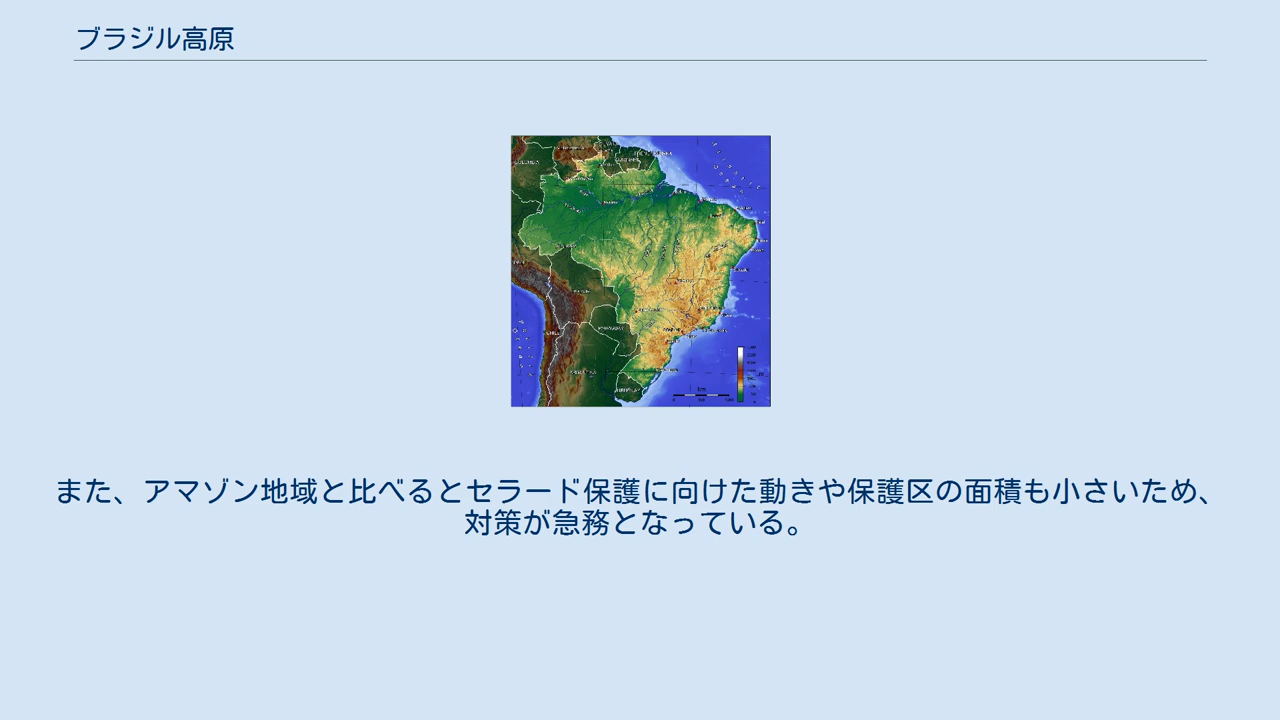 ブラジル高原
また、アマゾン地域と比べるとセラード保護に向けた動きや保護区の面積も小さいため、
対策が急務となっている。